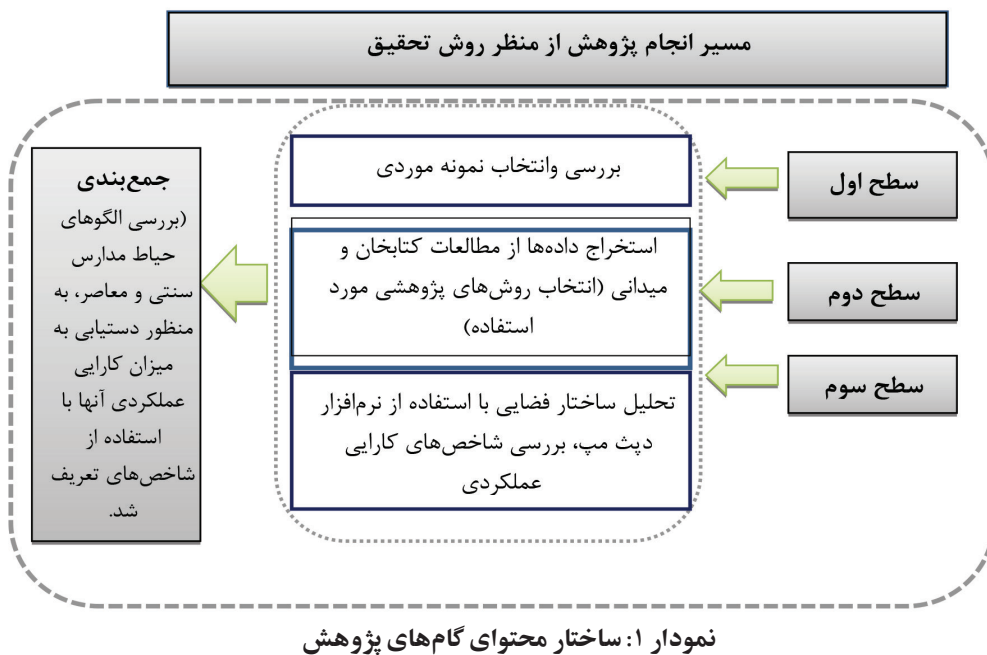 مسیر انجام پژوهش از منظر روش تحقیق
سطح اول
بررسی وانتخاب نمونه موردی
سطح دوم
استخراج داده‌ها از مطالعات کتابخان و
میدانی (انتخاب روش‌های پژوهشی مورد
استفاده)
سطح سوم
تحلیل ساختار فضایی با استفاده از نرم‌افزار
دپث مپ، بررسی شاخص‌های کارایی
عملکردی
جمع‌بندی
(بررسی الگوهای
حیاط مدارس
سنتی و معاصر، به
منظور دستیابی به
میزان کارایی
عملکردی آنها با
استفاده از
شاخص‌های تعریف
شد.
نمودار ۱: ساختار محتوای گام‌های پژوهش